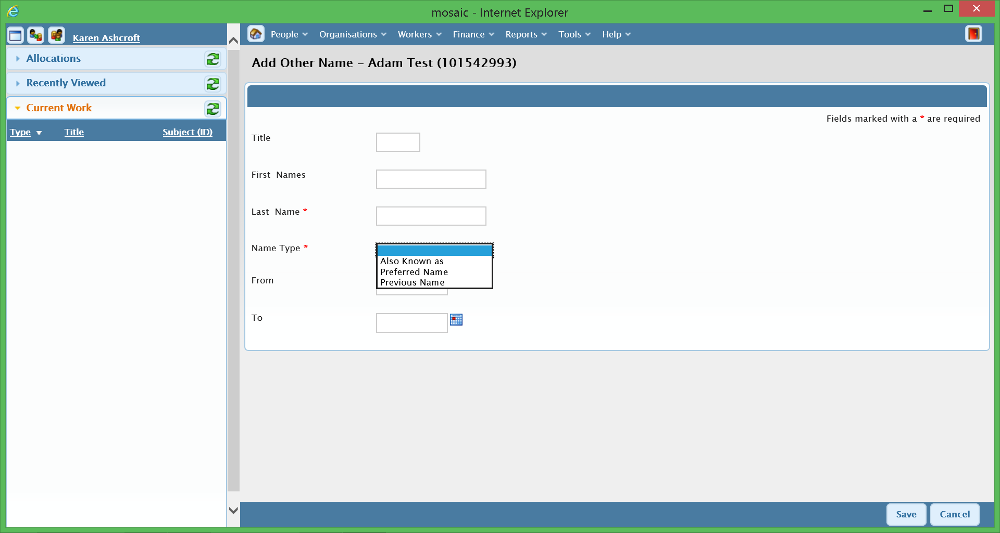 mosaic - Internet Explorer
Karen Ashcroft
People Organisations Workers Finance Reports Tools Help
Allocations
Recently Viewed
Current Work
Type Title Subject (ID)
Add Other Name - Adam Test (101542993)
Fields marked with a * are required
Title
First Names
Last Name *
Name Type *
Also Known as
Preferred Name
Previous Name
From
To
Save Cancel